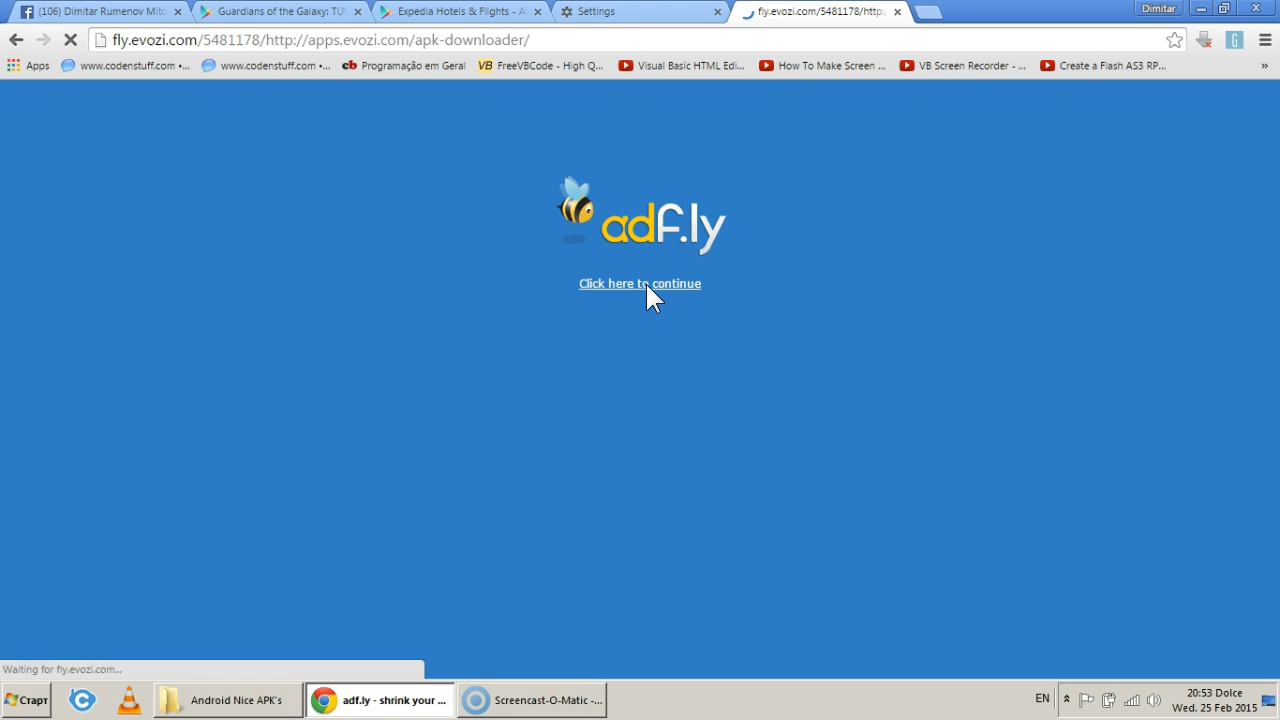 (106) Dimitar Rumenov Mito
Guardians of the Galaxy: TU
Expedia Hotels & Flights - A
Settings
fly.evozi.com/5481178/http:
Dimitar
fly.evozi.com/5481178/http://apps.evozi.com/apk-downloader/
Apps
www.codenstuff.com •...
www.codenstuff.com •...
Programação em Geral
FreeVBCode - High Q...
Visual Basic HTML Edi...
How To Make Screen ...
VB Screen Recorder - ...
Create a Flash AS3 RP...
»
adf.ly
Click here to continue
Waiting for fly.evozi.com...
Старт
Android Nice APK's
adf.ly - shrink your ...
Screencast-O-Matic -...
EN
20:53 Dolce
Wed. 25 Feb 2015